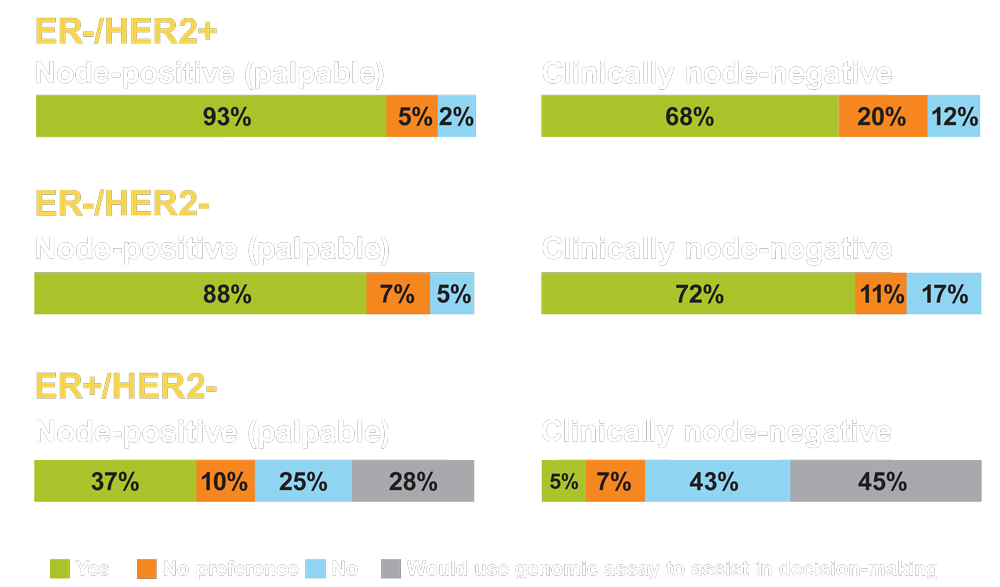 ER-/HER2+
Node-positive (palpable) Clinically node-negative
93% 5% 2% 68% 20% 12%
ER-/HER2-
Node-positive (palpable) Clinically node-negative
88% 7% 5% 72% 11% 17%
ER+/HER2-
Node-positive (palpable) Clinically node-negative
37% 10% 25% 28% 5% 7% 43% 45%
Yes No preference No Would use genomic assay to assist in decision-making